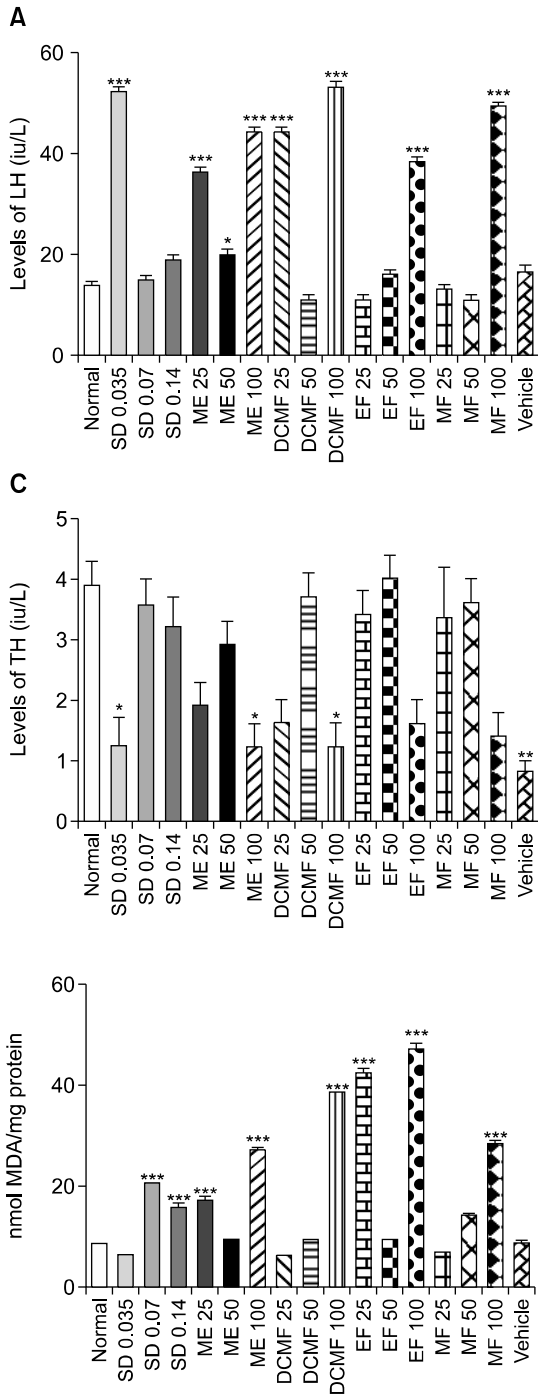 A
Levels of LH (iu/L)
60
40
20
0
***
***
*
***
***
***
***
***
Normal
SD 0.035
SD 0.07
SD 0.14
ME 25
ME 50
ME 100
DCMF 25
DCMF 50
DCMF 100
EF 25
EF 50
EF 100
MF 25
MF 50
MF 100
Vehicle
C
Levels of TH (iu/L)
5
4
3
2
1
0
*
*
*
**
Normal
SD 0.035
SD 0.07
SD 0.14
ME 25
ME 50
ME 100
DCMF 25
DCMF 50
DCMF 100
EF 25
EF 50
EF 100
MF 25
MF 50
MF 100
Vehicle
nmol MDA/mg protein
60
40
20
0
***
***
***
***
***
***
***
***
Normal
SD 0.035
SD 0.07
SD 0.14
ME 25
ME 50
ME 100
DCMF 25
DCMF 50
DCMF 100
EF 25
EF 50
EF 100
MF 25
MF 50
MF 100
Vehicle